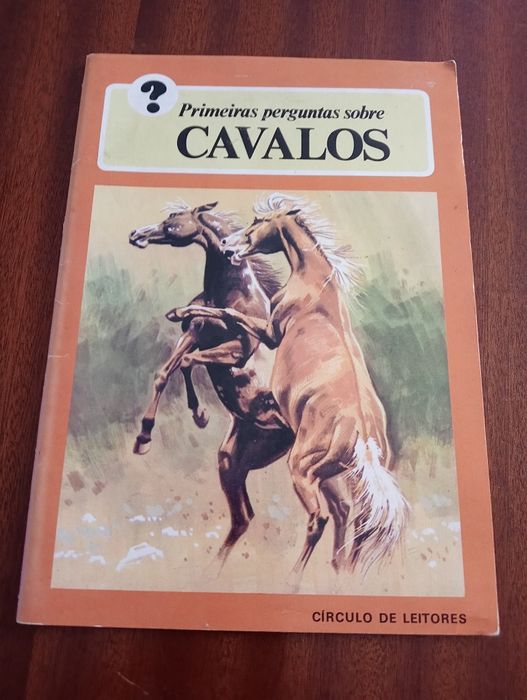 ?
Primeiras perguntas sobre
CAVALOS
CÍRCULO DE LEITORES